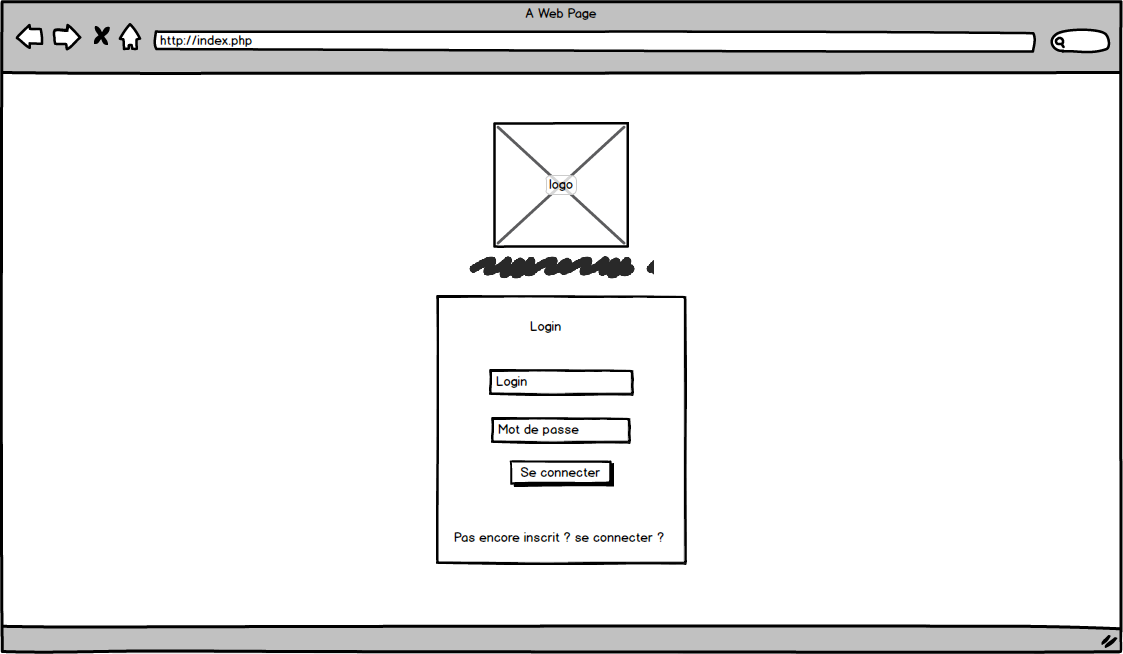 A Web Page
http://index.php
logo
Login
Login
Mot de passe
Se connecter
Pas encore inscrit ? se connecter ?